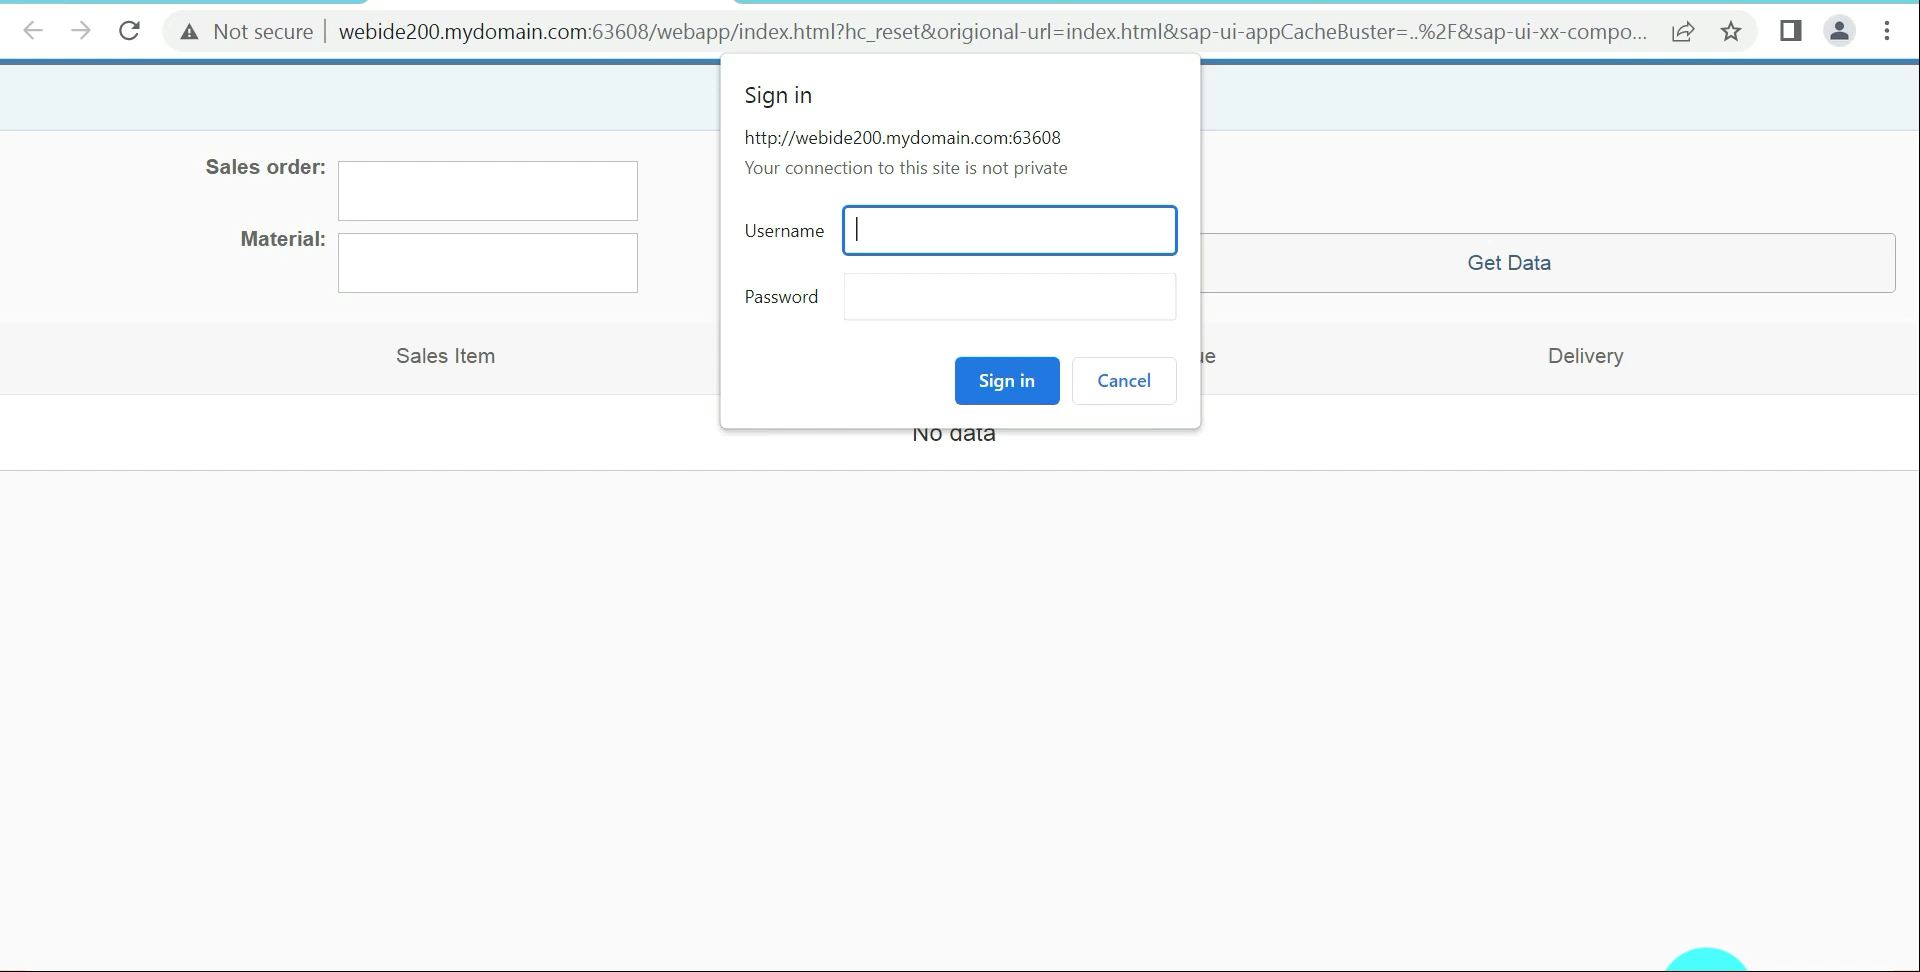 Not secure webide200.mydomain.com:63608/webapp/index.html?hc_reset&origional-url=index.html&sap-ui-appCacheBuster=..%2F&sap-ui-xx-compo...
Sign in
http://webide200.mydomain.com:63608
Your connection to this site is not private
Username
Password
Sign in Cancel
Sales order:
Material:
Get Data
Sales Item ue Delivery
No data